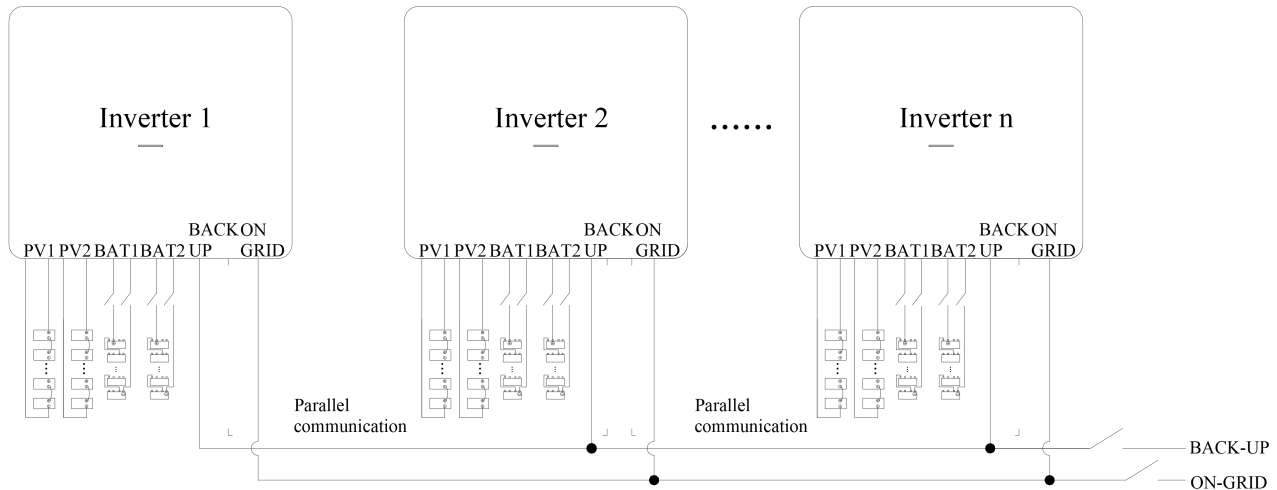 Inverter 1
Inverter 2
......
Inverter n
BACK ON
PV1 PV2 BAT1 BAT2 UP GRID
BACK ON
PV1 PV2 BAT1 BAT2 UP GRID
BACK ON
PV1 PV2 BAT1 BAT2 UP GRID
Parallel
communication
Parallel
communication
BACK-UP
ON-GRID